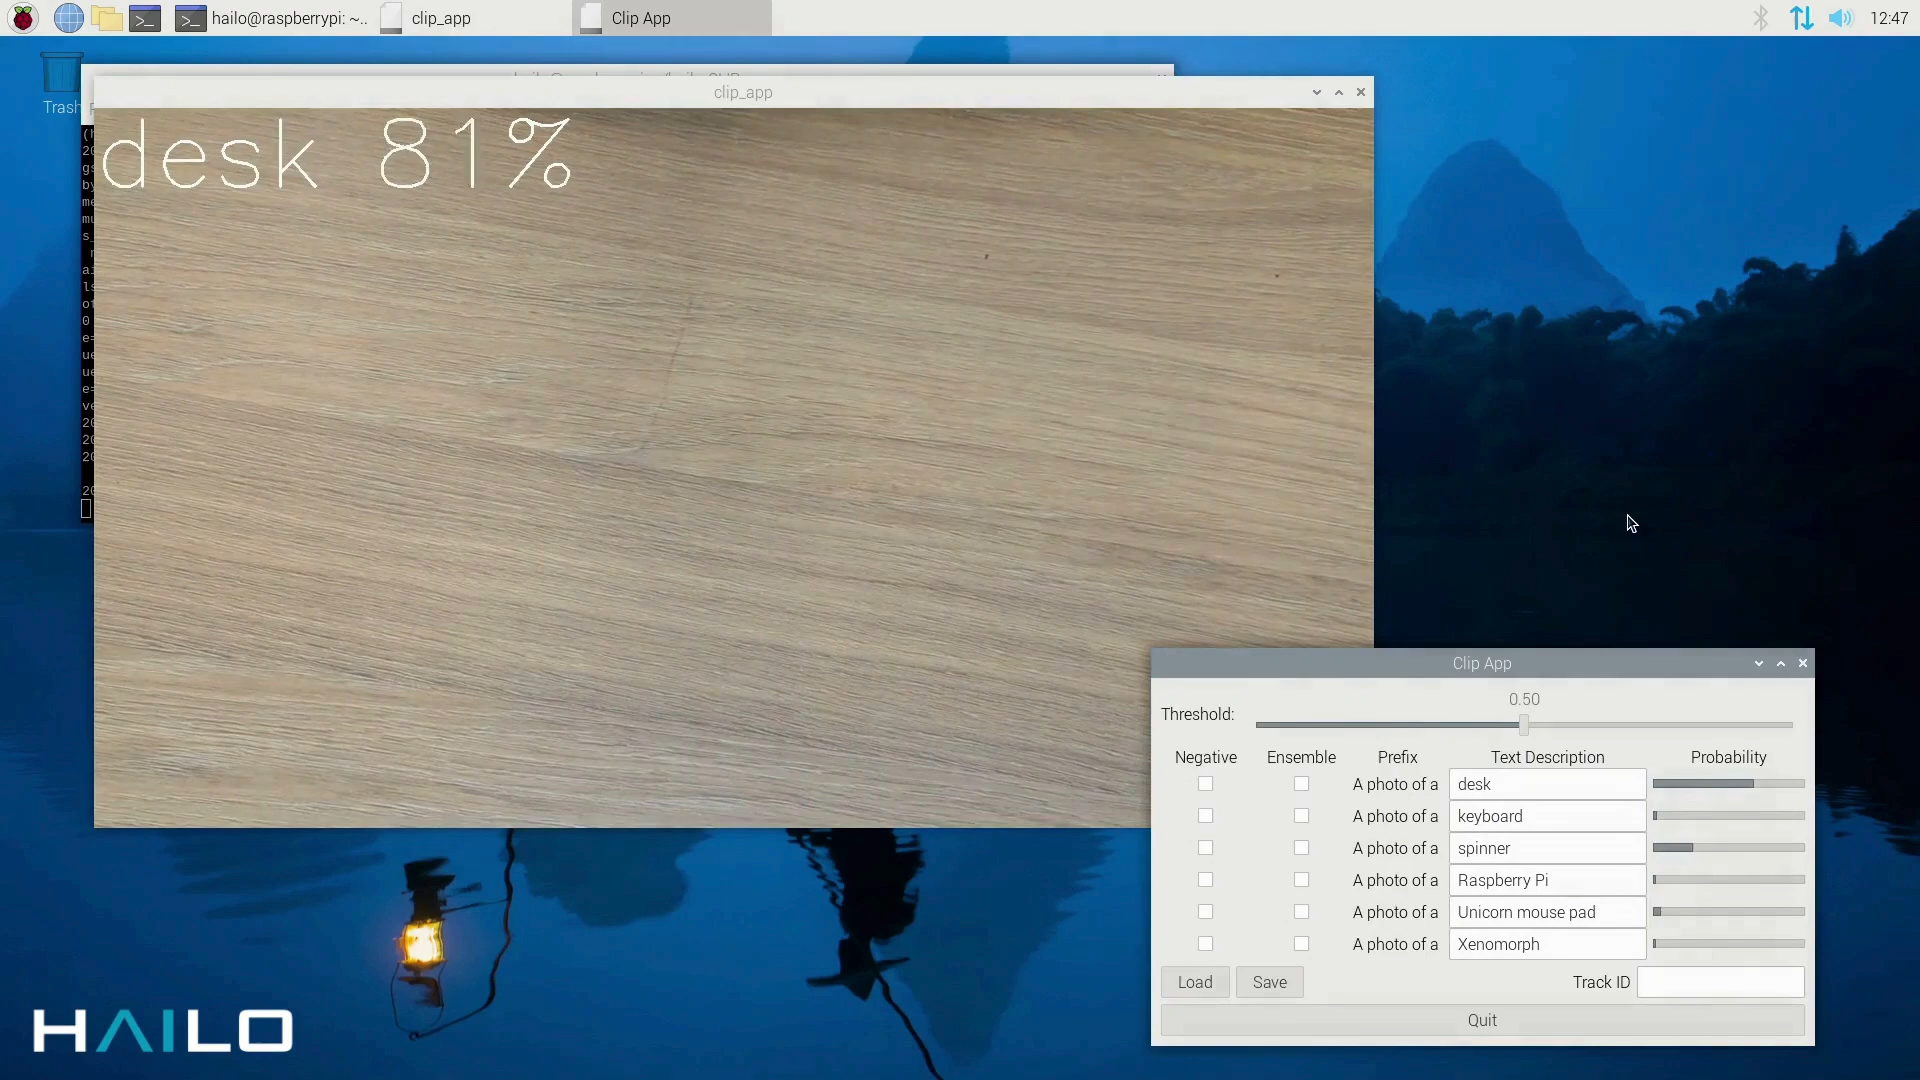 hailo@raspberrypi: ~..
clip_app
Clip App
12:47
Trash
clip_app
desk 81%
Clip App
0.50
Threshold:
Negative Ensemble Prefix Text Description Probability
A photo of a desk
A photo of a keyboard
A photo of a spinner
A photo of a Raspberry Pi
A photo of a Unicorn mouse pad
A photo of a Xenomorph
Load Save Track ID
Quit
HAILO